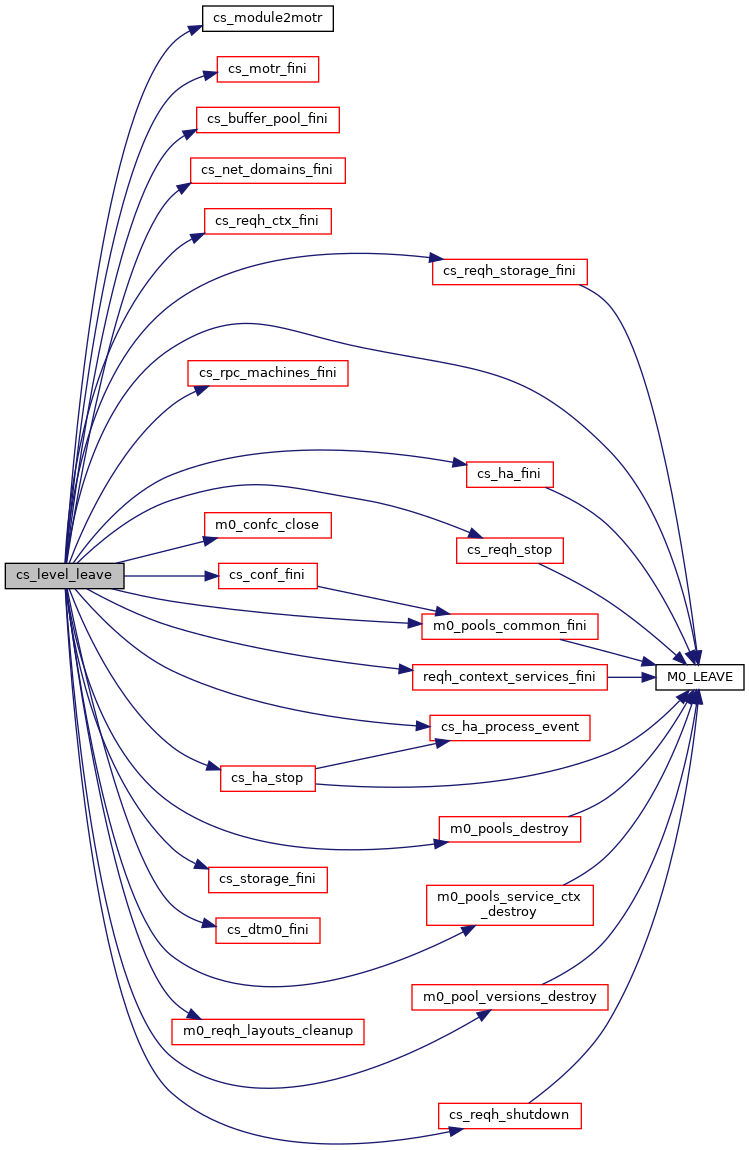 cs_module2motr
cs_motr_fini
cs_buffer_pool_fini
cs_net_domains_fini
cs_reqh_ctx_fini
cs_reqh_storage_fini
cs_rpc_machines_fini
cs_ha_fini
m0_confc_close
cs_reqh_stop
cs_level_leave
cs_conf_fini
m0_pools_common_fini
reqh_context_services_fini
M0_LEAVE
cs_ha_process_event
cs_ha_stop
m0_pools_destroy
cs_storage_fini
m0_pools_service_ctx
_destroy
cs_dtm0_fini
m0_pool_versions_destroy
m0_reqh_layouts_cleanup
cs_reqh_shutdown